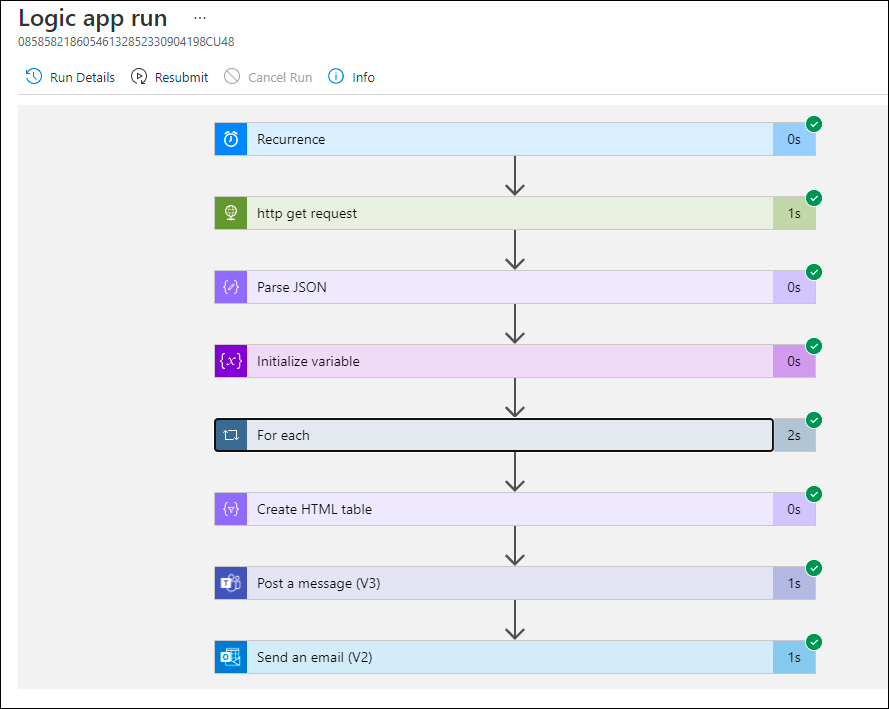 Logic app run ...
08585821860546132852330904198CU48
Run Details Resubmit Cancel Run Info
Recurrence 0s
http get request 1s
Parse JSON 0s
{x} Initialize variable 0s
For each 2s
Create HTML table 0s
Post a message (V3) 1s
Send an email (V2) 1s